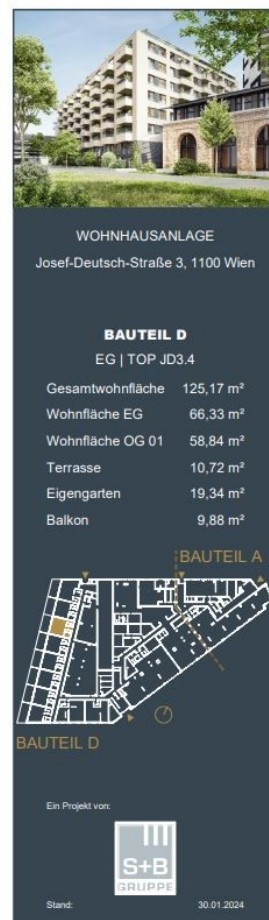 WOHNHAUSANLAGE
Josef-Deutsch-Straße 3, 1100 Wien
BAUTEIL D
EG | TOP JD3.4
Gesamtwohnfläche 125,17 m²
Wohnfläche EG 66,33 m²
Wohnfläche OG 01 58,84 m²
Terrasse 10,72 m²
Eigengarten 19,34 m²
Balkon 9,88 m²
BAUTEIL A
BAUTEIL D
Ein Projekt von:
S+B
GRUPPE
Stand: 30.01.2024